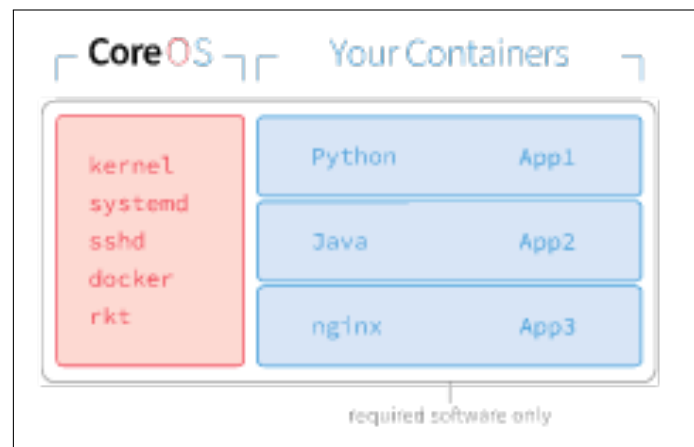 CoreOS
Your Containers
kernel
systemd
sshd
docker
rkt
Python App1
Java App2
nginx App3
required software only